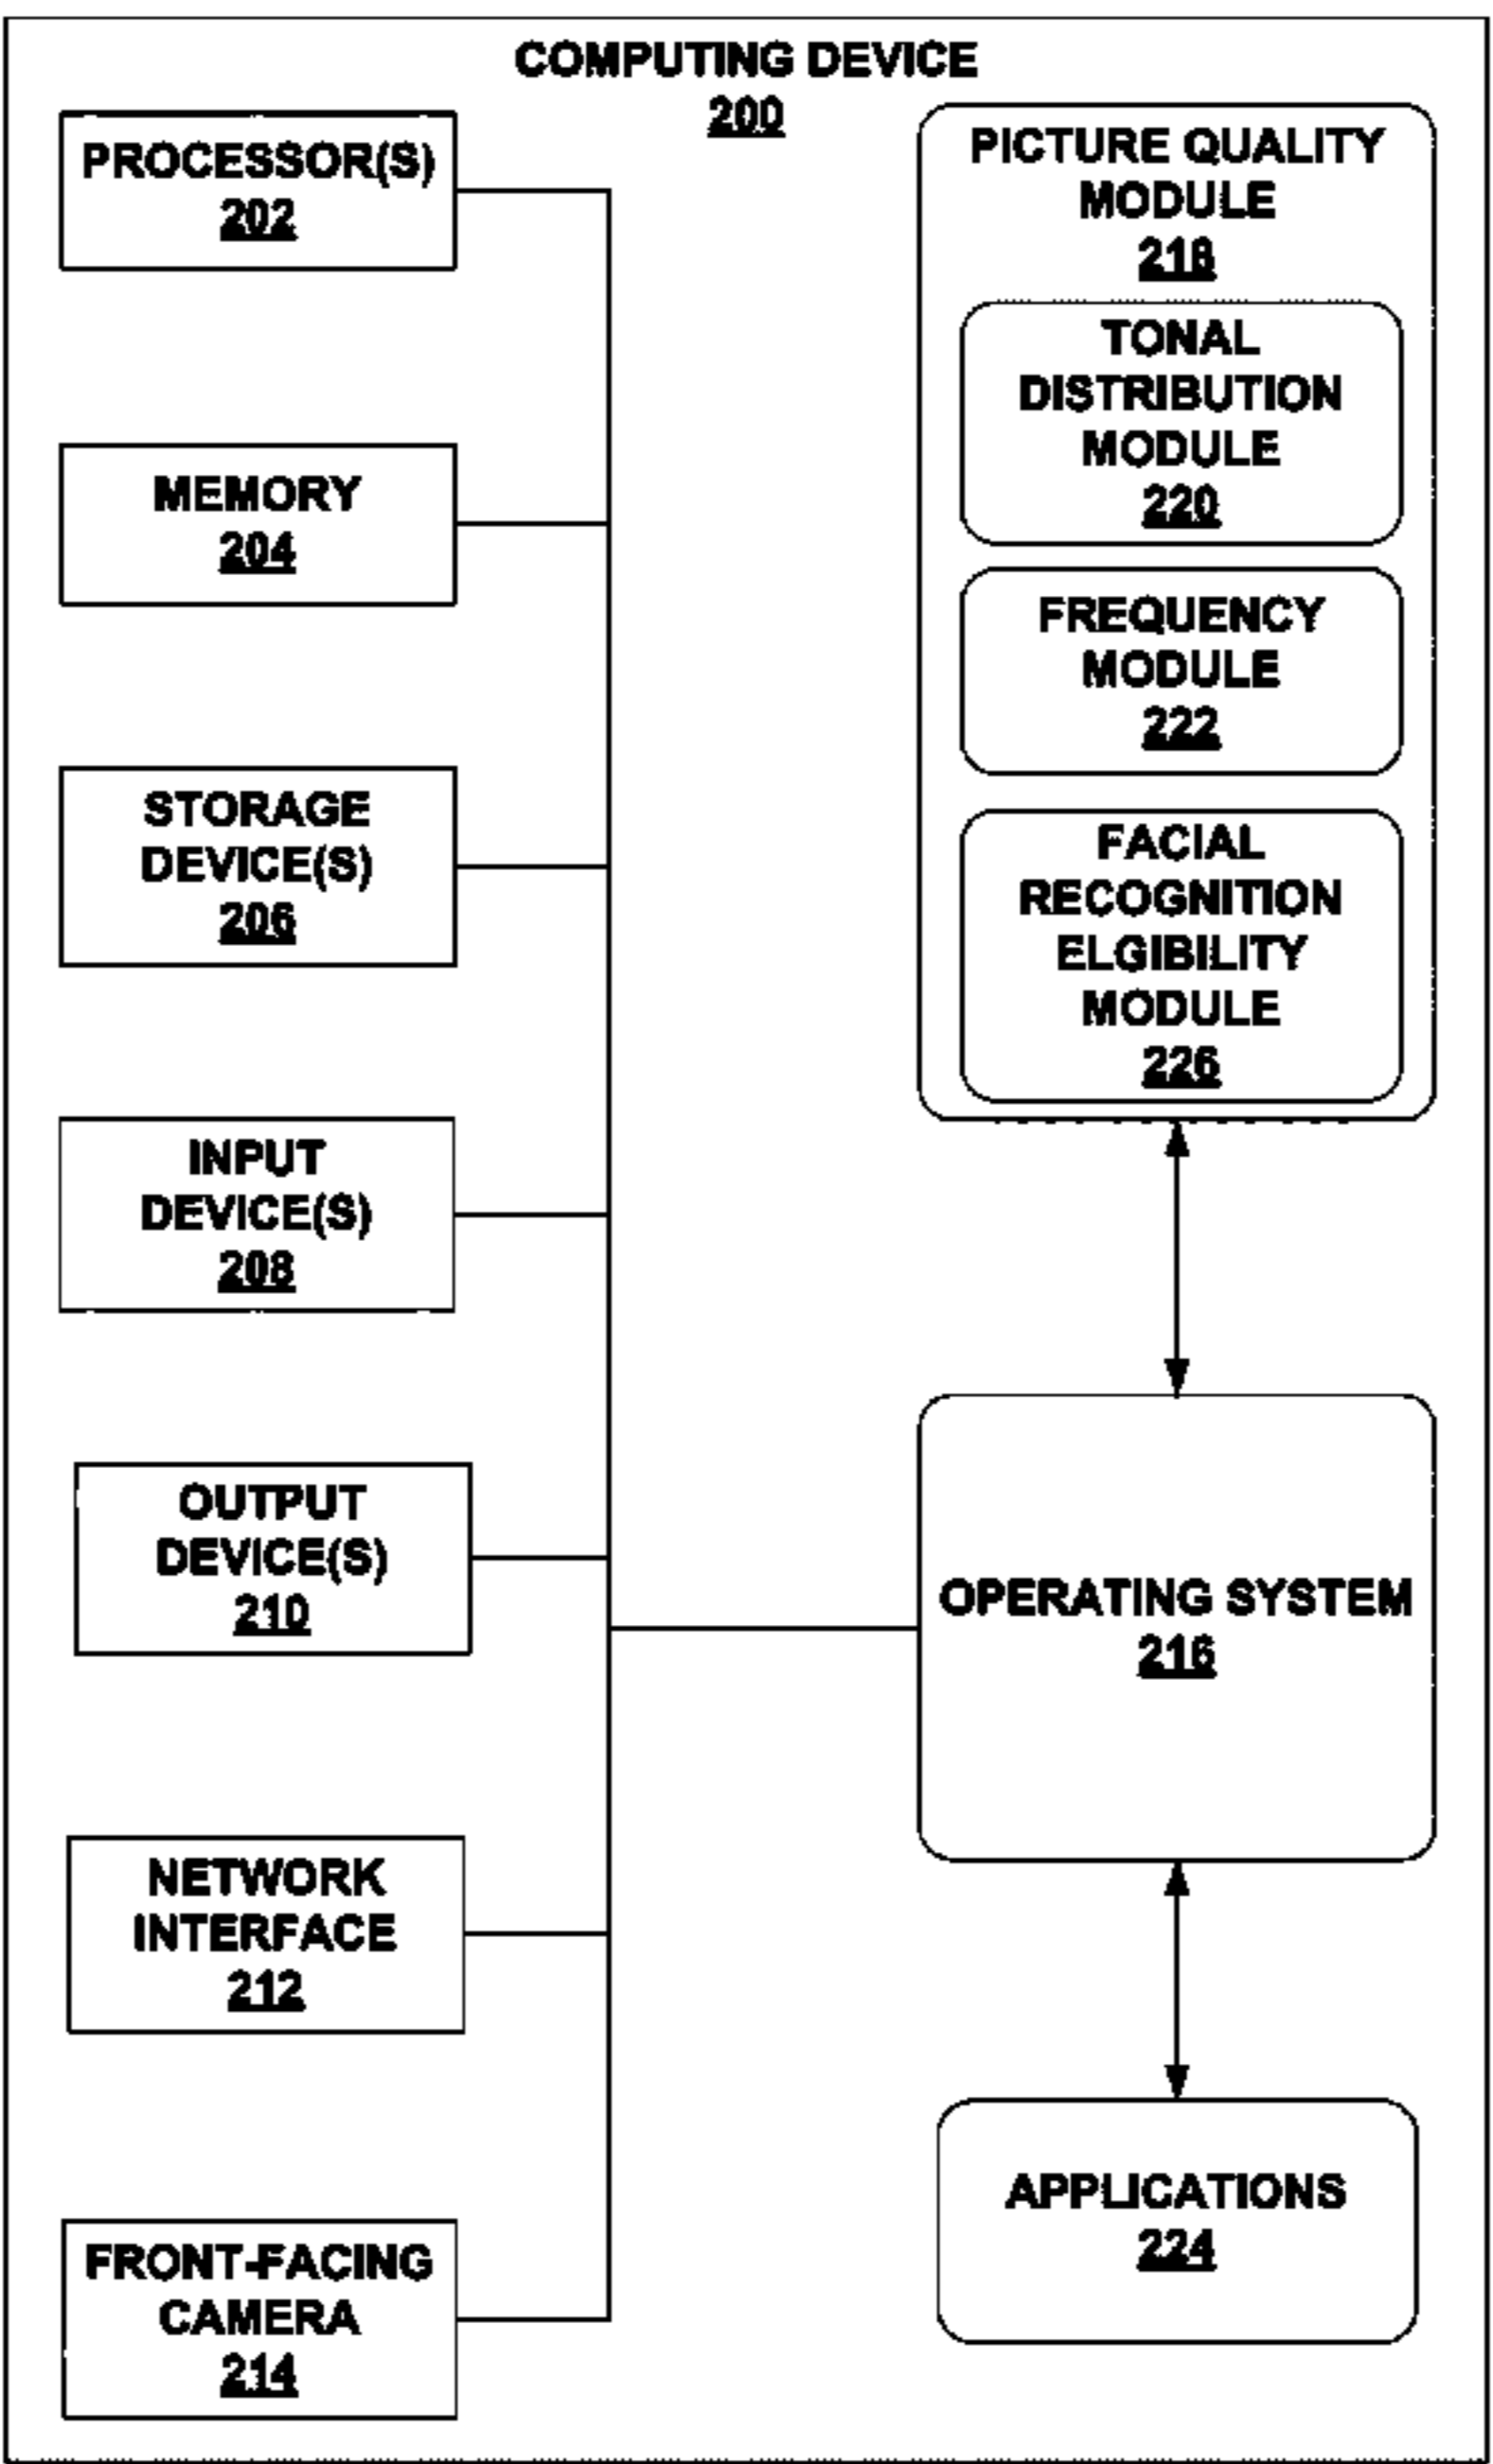 COMPUTING DEVICE
200
PROCESSOR(S)
202
MEMORY
204
STORAGE
DEVICE(S)
206
INPUT
DEVICE(S)
208
OUTPUT
DEVICE(S)
210
NETWORK
INTERFACE
212
FRONT-FACING
CAMERA
214
PICTURE QUALITY
MODULE
218
TONAL
DISTRIBUTION
MODULE
220
FREQUENCY
MODULE
222
FACIAL
RECOGNITION
ELGIBILITY
MODULE
226
OPERATING SYSTEM
216
APPLICATIONS
224